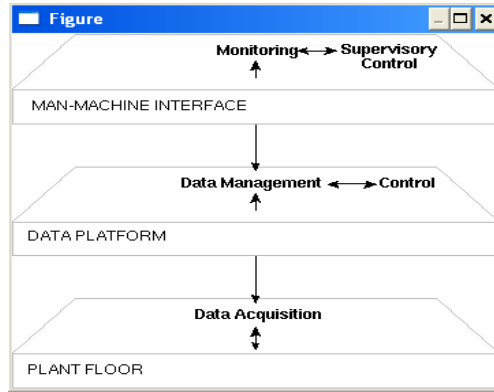 Figure
Monitoring Supervisory
Control
MAN-MACHINE INTERFACE
Data Management Control
DATA PLATFORM
Data Acquisition
PLANT FLOOR